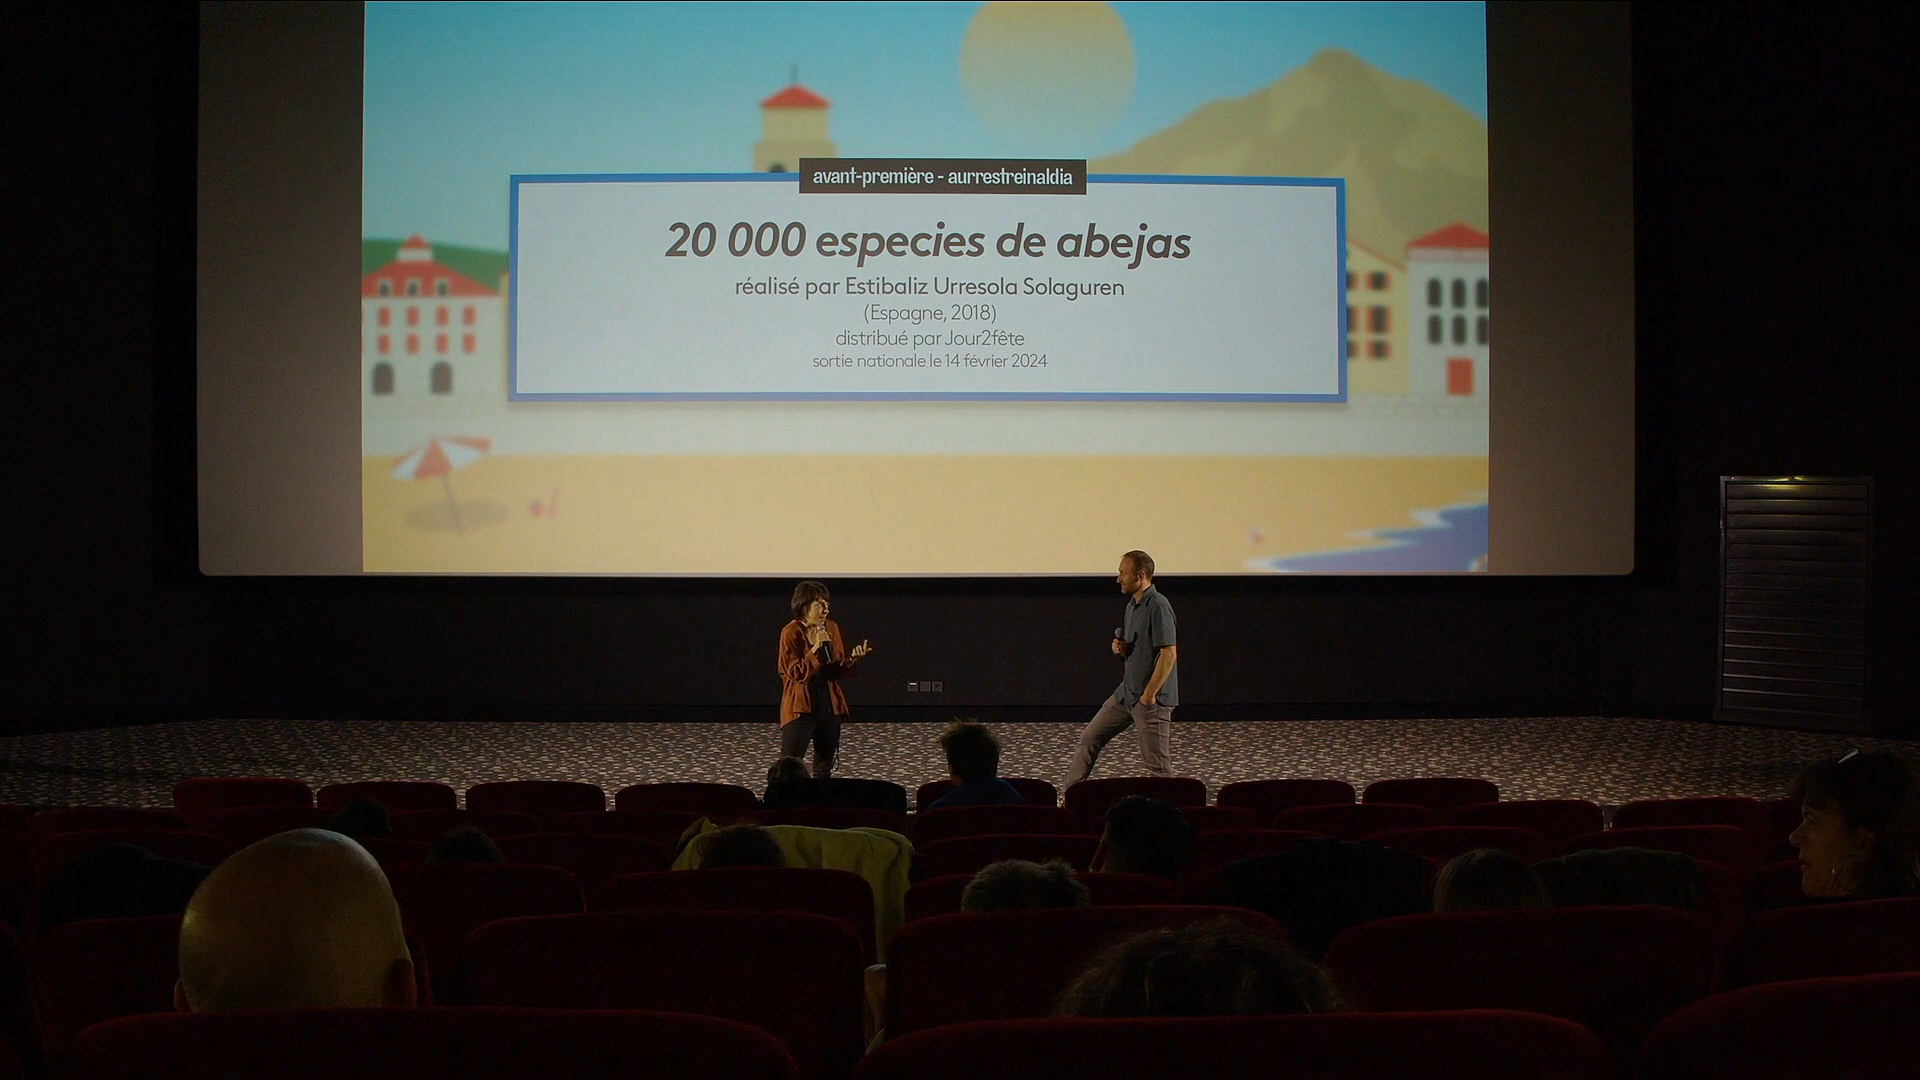 avant-première - aurrestreinaldia
20 000 especies de abejas
réalisé par Estibaliz Urresola Solaguren
(Espagne, 2018)
distribué par Jour2fête
sortie nationale le 14 février 2024